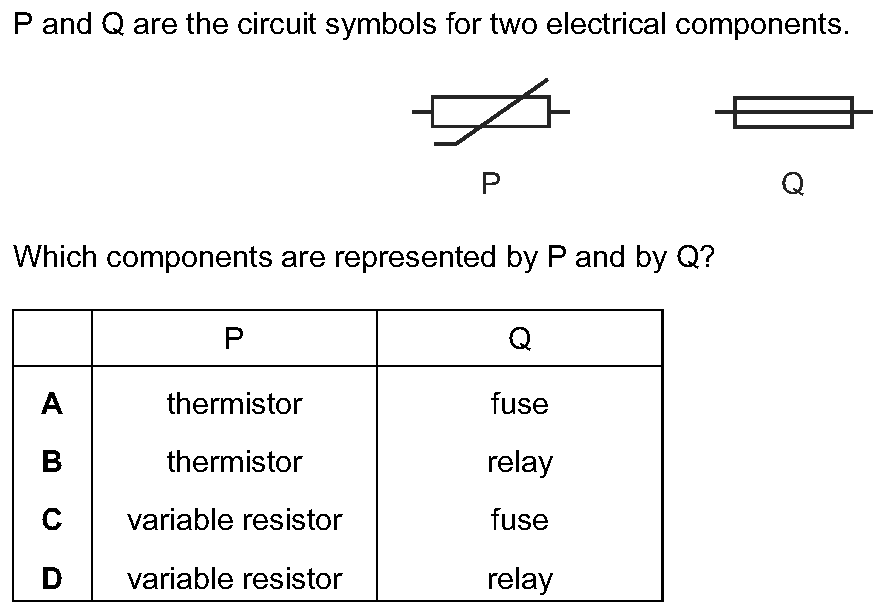 P and Q are the circuit symbols for two electrical components.
P Q
Which components are represented by P and by Q?
P Q
A thermistor fuse
B thermistor relay
C variable resistor fuse
D variable resistor relay